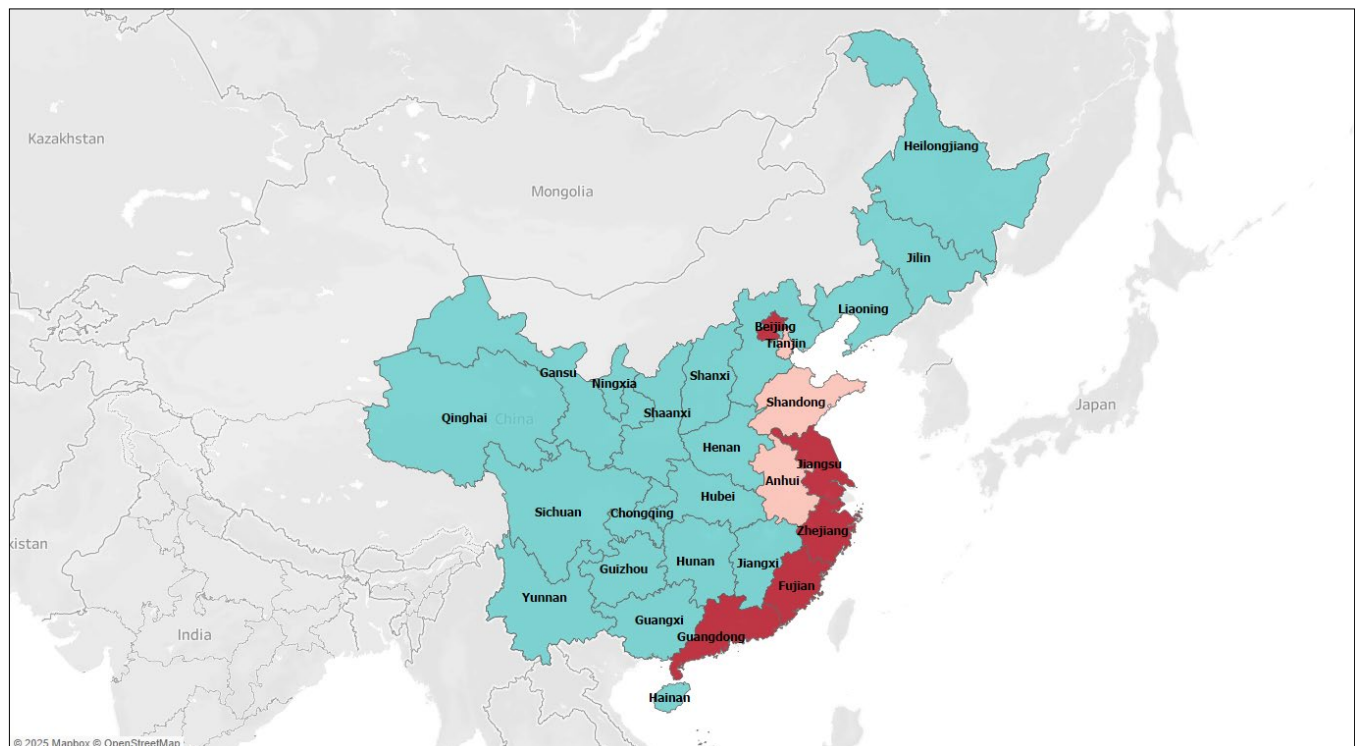 Kazakhstan
Mongolia
Heilongjiang
Jilin
Liaoning
Beijing
Tianjin
Gansu
Ningxia
Shanxi
Shaanxi
Shandong
Japan
Qinghai
China
Henan
Jiangsu
Anhui
Hubei
Sichuan
Chongqing
Zhejiang
kistan
Hunan
Jiangxi
Guizhou
Fujian
Yunnan
Guangxi
Guangdong
India
Hainan
© 2025 Mapbox © OpenStreetMap